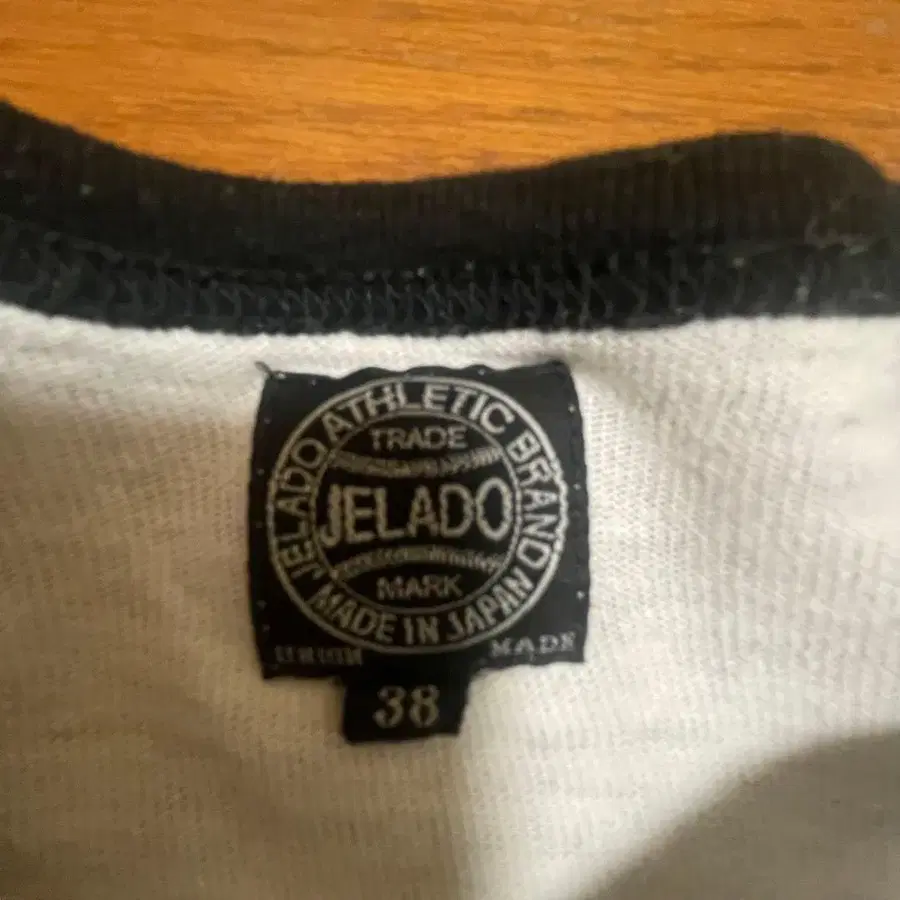 JELADO ATHLETIC BRAND
TRADE
JELADO
MARK
MADE IN JAPAN
MADE
38